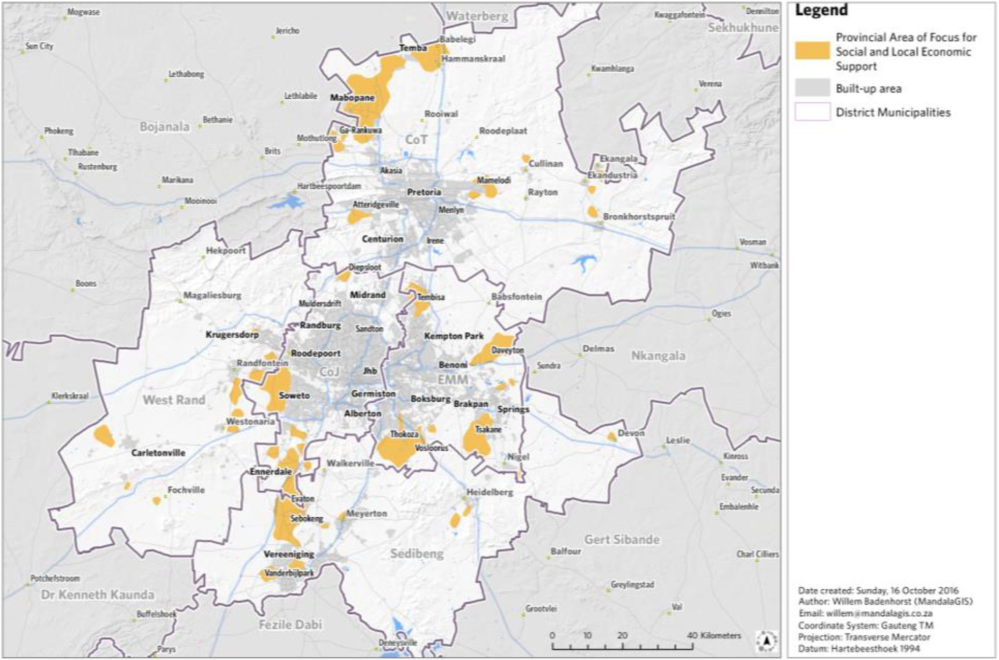 Mogwase
Waterberg
Kwaggafontein
Dennilton
Sekhukhune
Jericho
Sun City
Babelegi
Temba
Hammanskraal
Lethabong
Kwamhlanga
Verena
Lethlabile
Mabopane
Bethanie
Bojanala
Rooiwal
Phokeng
Ga-Rankuwa
Roodeplaat
Mothutlong
CoT
Tlhabane
Brits
Rustenburg
Ekangala
Cullinan
Akasia
Ekandustria
Marikana
Hartbeespoortdam
Mamelodi
Pretoria
Rayton
Mooinooi
Atteridgeville
Menlyn
Bronkhorstspruit
Centurion
Irene
Vosman
Hekpoort
Witbank
Diepsloot
Boons
Magaliesburg
Midrand
Tembisa
Babsfontein
Muldersdrift
Ogies
Randburg
Sandton
Krugersdorp
Kempton Park
Roodepoort
Daveyton
Delmas
Nkangala
Randfontein
CoJ
Jhb
Benoni
Sundra
EMM
Klerkskraal
West Rand
Soweto
Germiston
Boksburg
Brakpan
Springs
Alberton
Westonaria
Thokoza
Tsakane
Devon
Leslie
Vosloorus
Carletonville
Walkerville
Nigel
Kinross
Ennerdale
Evander
Fochville
Heidelberg
Secunda
Evaton
Embalenhle
Sebokeng
Meyerton
Gert Sibande
Vereeniging
Sedibeng
Balfour
Charl Cilliers
Vanderbijlpark
Potchefstroom
Dr Kenneth Kaunda
Greylingstad
Buffelshoek
Fezile Dabi
Grootvlei
Val
Deneysville
Parys
0 10 20 40 Kilometers
N
Legend
Provincial Area of Focus for
Social and Local Economic
Support
Built-up area
District Municipalities
Date created: Sunday, 16 October 2016
Author: Willem Badenhorst (MandalaGIS)
Email: willem@mandalagis.co.za
Coordinate System: Gauteng TM
Projection: Transverse Mercator
Datum: Hartebeesthoek 1994